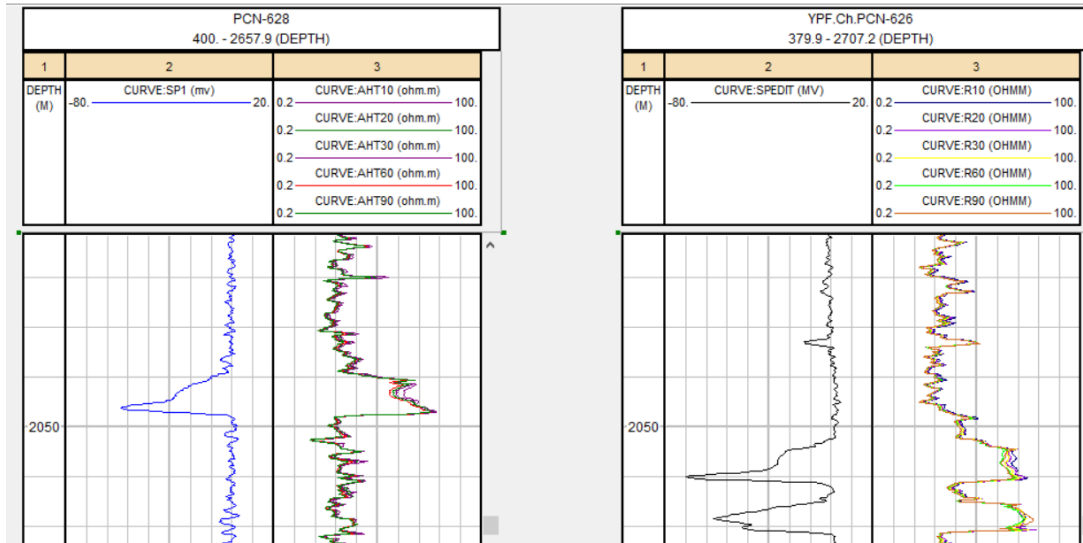 PCN-628
400. - 2657.9 (DEPTH)
1 2 3
DEPTH
(M)
CURVE:SP1 (mv)
-80. 20.
CURVE:AHT10 (ohm.m)
0.2 100.
CURVE:AHT20 (ohm.m)
0.2 100.
CURVE:AHT30 (ohm.m)
0.2 100.
CURVE:AHT60 (ohm.m)
0.2 100.
CURVE:AHT90 (ohm.m)
0.2 100.
2050
YPF.Ch.PCN-626
379.9 - 2707.2 (DEPTH)
1 2 3
DEPTH
(M)
CURVE:SPEDIT (MV)
-80. 20.
CURVE:R10 (OHMM)
0.2 100.
CURVE:R20 (OHMM)
0.2 100.
CURVE:R30 (OHMM)
0.2 100.
CURVE:R60 (OHMM)
0.2 100.
CURVE:R90 (OHMM)
0.2 100.
2050